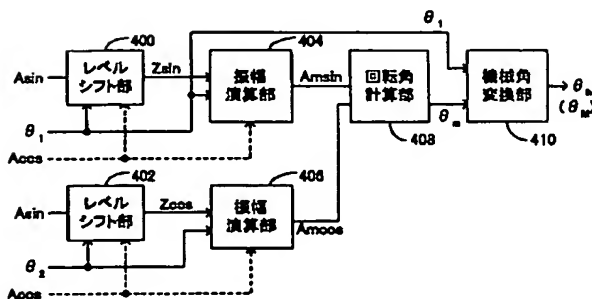 400
404
θ1
レベル
シフト部
Zsin
振幅
演算部
Amsin
回転角
計算部
機械角
変換部
Asin
θ1
θm
408
410
(θM)
Acos
402
406
Asin
レベル
シフト部
Zcos
振幅
演算部
Amcos
θ2
Acos